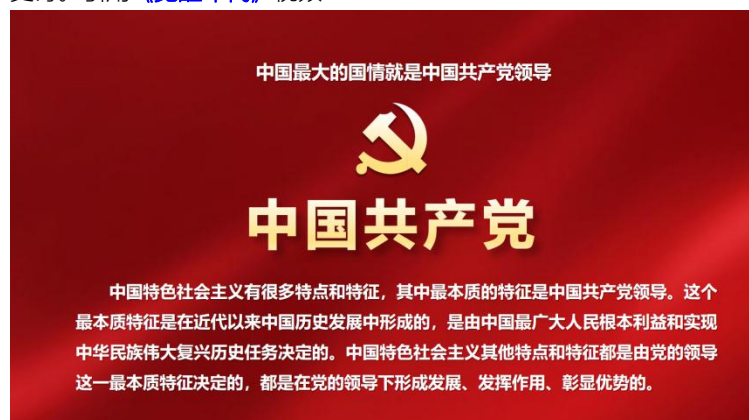 《觉醒年代》
中国最大的国情就是中国共产党领导
中国共产党
中国特色社会主义有很多特点和特征，其中最本质的特征是中国共产党领导。这个
最本质特征是在近代以来中国历史发展中形成的，是由中国最广大人民根本利益和实现
中华民族伟大复兴历史任务决定的。中国特色社会主义其他特点和特征都是由党的领导
这一最本质特征决定的，都是在党的领导下形成发展、发挥作用、彰显优势的。